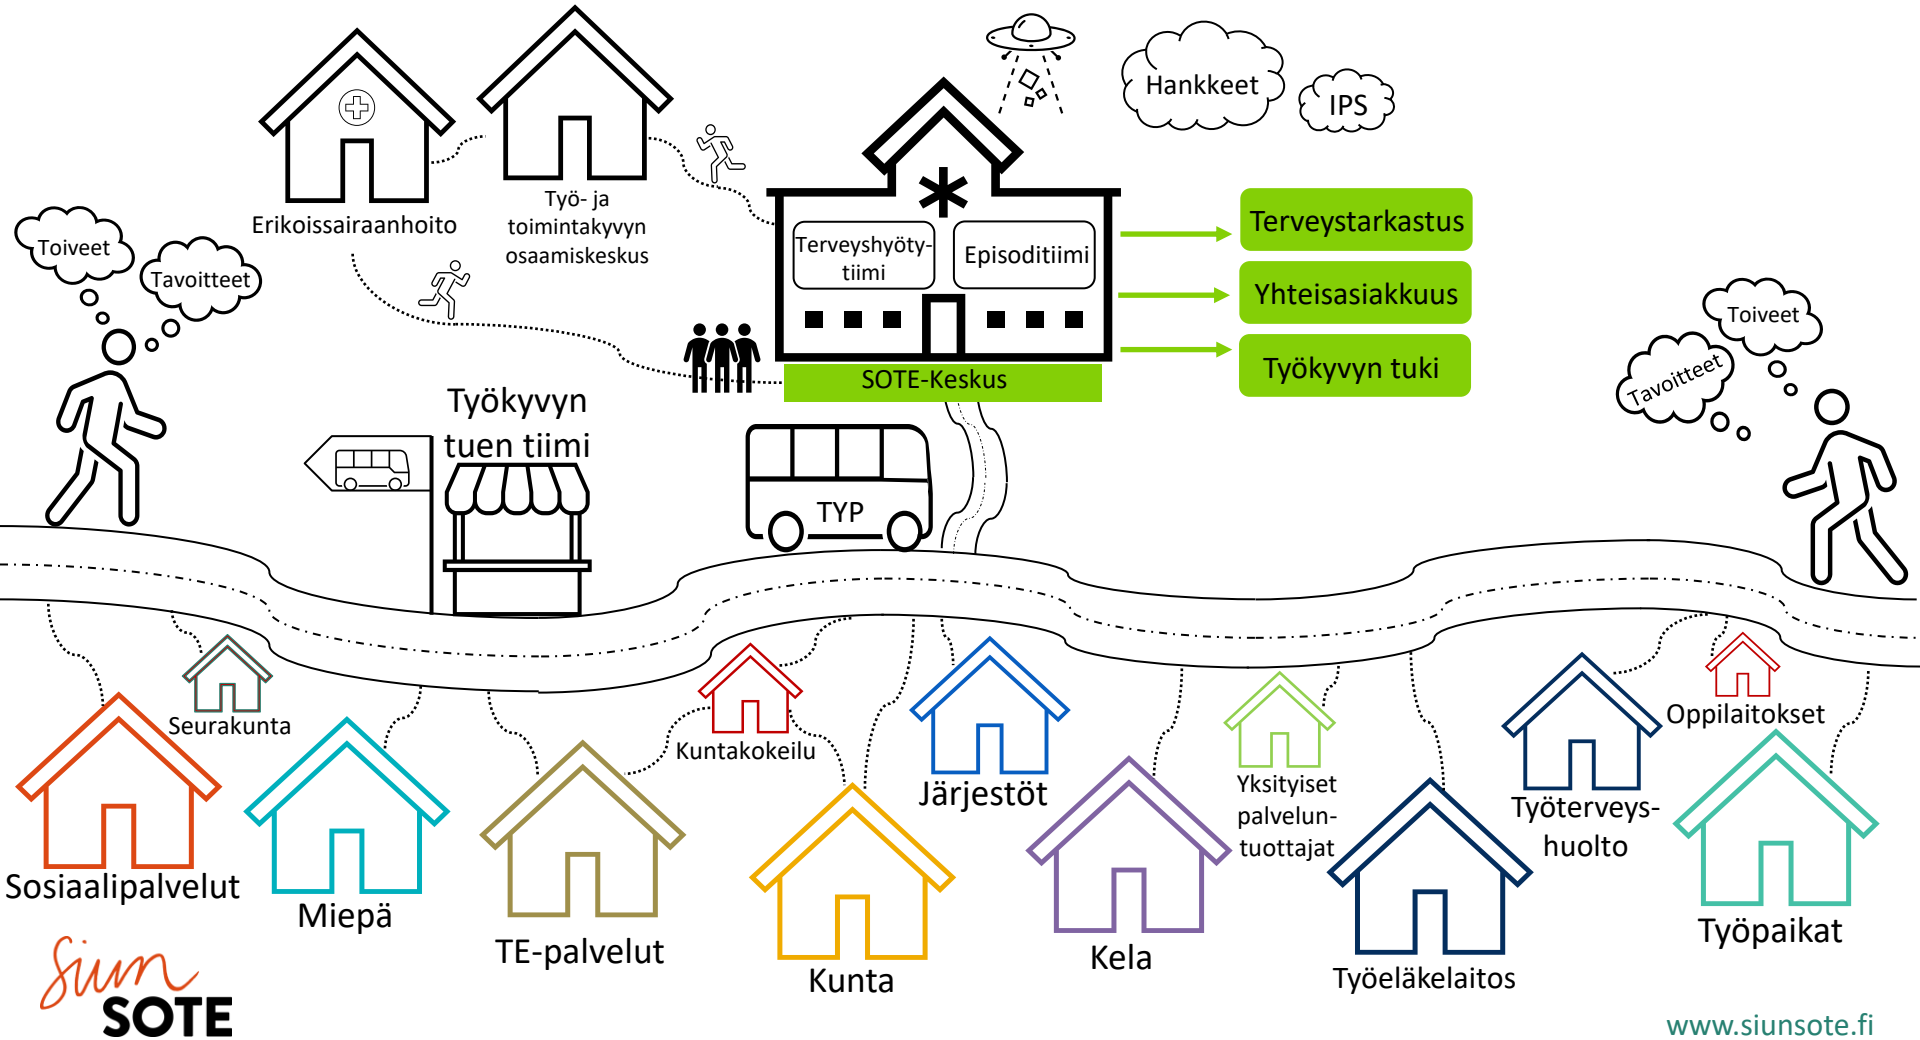 Hankkeet
IPS
Toiveet
Tavoitteet
Erikoissairaanhoito
Työ- ja
toimintakyvyn
osaamiskeskus
Terveyshyöty-
tiimi
Episoditiimi
SOTE-Keskus
Terveystarkastus
Yhteisasiakkuus
Työkyvyn tuki
Toiveet
Tavoitteet
Työkyvyn
tuen tiimi
TYP
Seurakunta
Kuntakokeilu
Järjestöt
Yksityiset
palvelun-
tuottajat
Työterveys-
huolto
Oppilaitokset
Sosiaalipalvelut
Miepä
TE-palvelut
Kunta
Kela
Työeläkelaitos
Työpaikat
Siun
SOTE
www.siunsote.fi